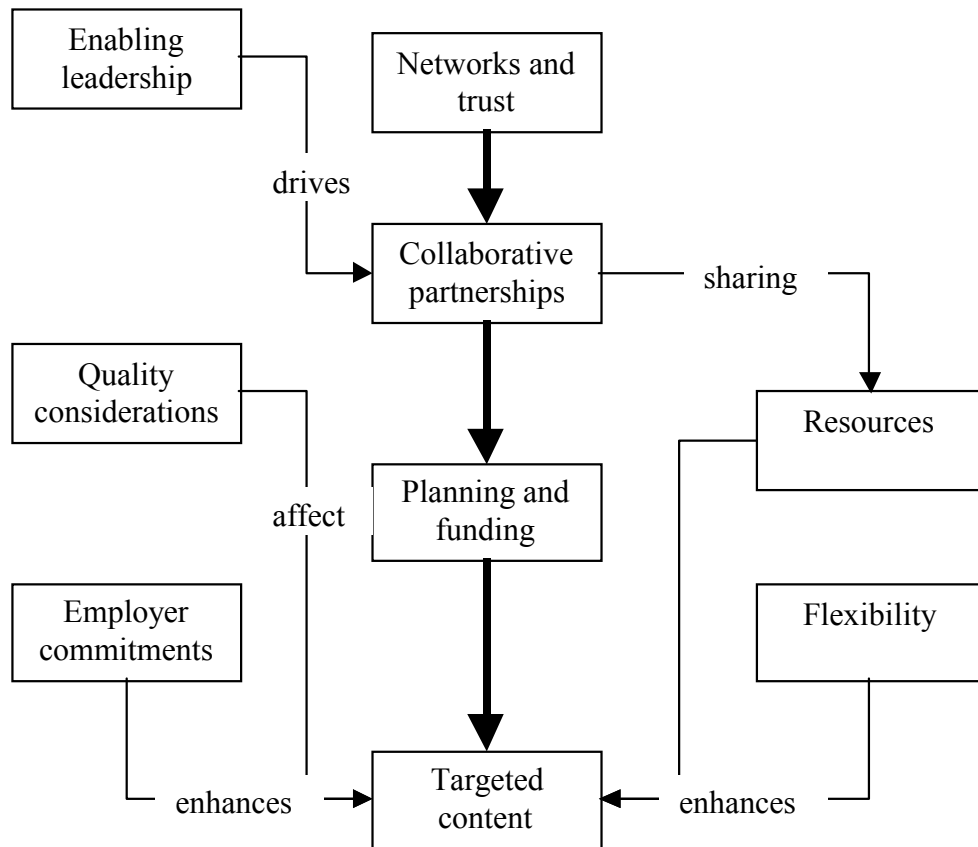 Enabling
leadership
Networks and
trust
drives
Collaborative
partnerships
sharing
Quality
considerations
Resources
affect
Planning and
funding
Employer
commitments
Flexibility
enhances
Targeted
content
enhances